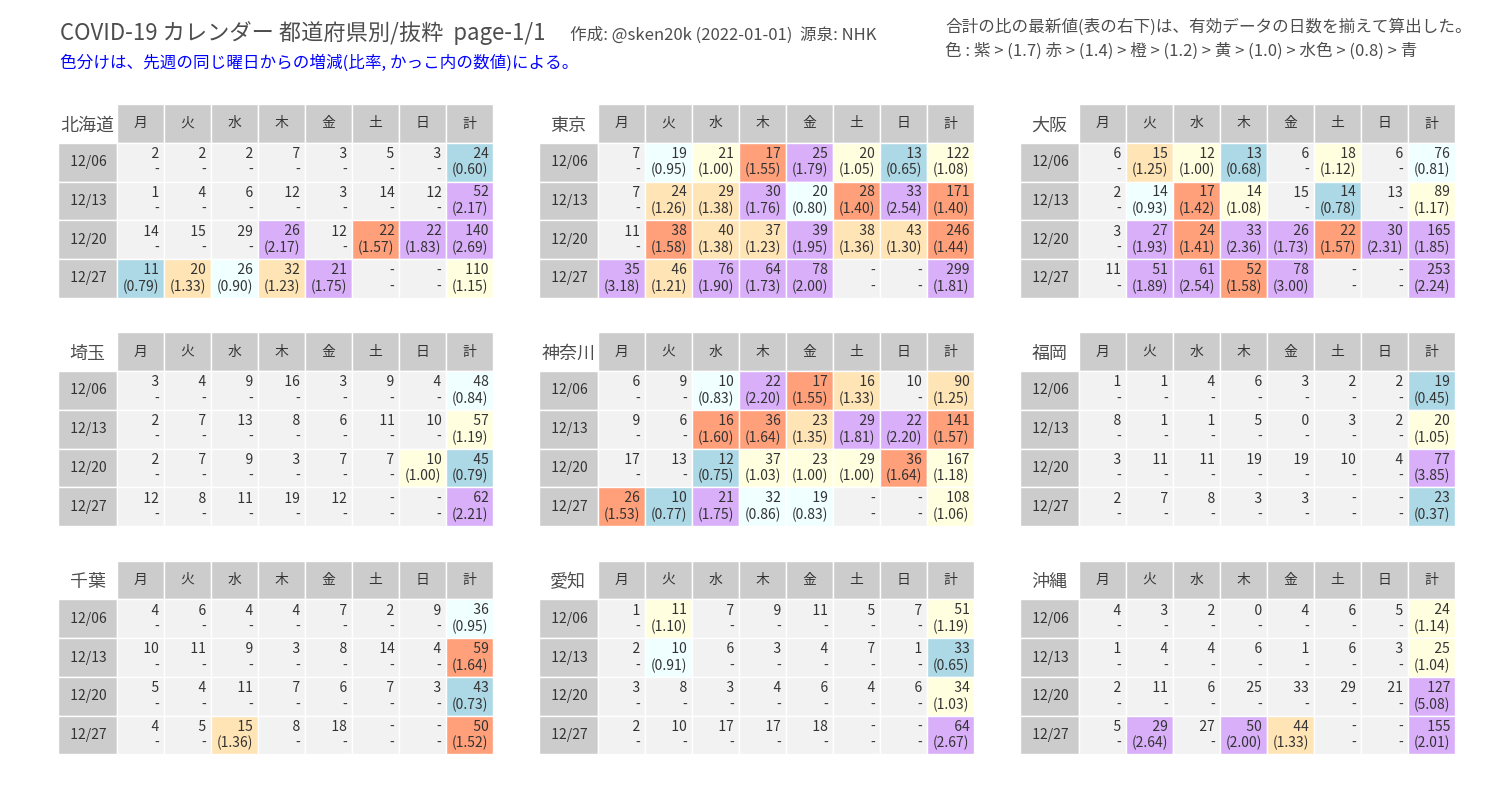 COVID-19 カレンダー 都道府県別/抜粋 page-1/1 作成: @sken20k (2022-01-01) 源泉: NHK
合計の比の最新値(表の右下)は、有効データの日数を揃えて算出した。
色分けは、先週の同じ曜日からの増減(比率, かっこ内の数値)による。
色 : 紫 > (1.7) 赤 > (1.4) 橙 > (1.2) 黄 > (1.0) > 水色 > (0.8) > 青
北海道 月 火 水 木 金 土 日 計
12/06 2 2 2 7 3 5 3 24
- - - - - - - (0.60)
12/13 1 4 6 12 3 14 12 52
- - - - - - - (2.17)
12/20 14 15 29 26 12 22 22 140
- - - (2.17) - (1.57) (1.83) (2.69)
12/27 11 20 26 32 21 - - 110
(0.79) (1.33) (0.90) (1.23) (1.75) - - (1.15)
東京 月 火 水 木 金 土 日 計
12/06 7 19 21 17 25 20 13 122
- (0.95) (1.00) (1.55) (1.79) (1.05) (0.65) (1.08)
12/13 7 24 29 30 20 28 33 171
- (1.26) (1.38) (1.76) (0.80) (1.40) (2.54) (1.40)
12/20 11 38 40 37 39 38 43 246
- (1.58) (1.38) (1.23) (1.95) (1.36) (1.30) (1.44)
12/27 35 46 76 64 78 - - 299
(3.18) (1.21) (1.90) (1.73) (2.00) - - (1.81)
大阪 月 火 水 木 金 土 日 計
12/06 6 15 12 13 6 18 6 76
- (1.25) (1.00) (0.68) - (1.12) - (0.81)
12/13 2 14 17 14 15 14 13 89
- (0.93) (1.42) (1.08) - (0.78) - (1.17)
12/20 3 27 24 33 26 22 30 165
- (1.93) (1.41) (2.36) (1.73) (1.57) (2.31) (1.85)
12/27 11 51 61 52 78 - - 253
- (1.89) (2.54) (1.58) (3.00) - - (2.24)
埼玉 月 火 水 木 金 土 日 計
12/06 3 4 9 16 3 9 4 48
- - - - - - - (0.84)
12/13 2 7 13 8 6 11 10 57
- - - - - - - (1.19)
12/20 2 7 9 3 7 7 10 45
- - - - - - (1.00) (0.79)
12/27 12 8 11 19 12 - - 62
- - - - - - - (2.21)
神奈川 月 火 水 木 金 土 日 計
12/06 6 9 10 22 17 16 10 90
- - (0.83) (2.20) (1.55) (1.33) - (1.25)
12/13 9 6 16 36 23 29 22 141
- - (1.60) (1.64) (1.35) (1.81) (2.20) (1.57)
12/20 17 13 12 37 23 29 36 167
- - (0.75) (1.03) (1.00) (1.00) (1.64) (1.18)
12/27 26 10 21 32 19 - - 108
(1.53) (0.77) (1.75) (0.86) (0.83) - - (1.06)
福岡 月 火 水 木 金 土 日 計
12/06 1 1 4 6 3 2 2 19
- - - - - - - (0.45)
12/13 8 1 1 5 0 3 2 20
- - - - - - - (1.05)
12/20 3 11 11 19 19 10 4 77
- - - - - - - (3.85)
12/27 2 7 8 3 3 - - 23
- - - - - - - (0.37)
千葉 月 火 水 木 金 土 日 計
12/06 4 6 4 4 7 2 9 36
- - - - - - - (0.95)
12/13 10 11 9 3 8 14 4 59
- - - - - - - (1.64)
12/20 5 4 11 7 6 7 3 43
- - - - - - - (0.73)
12/27 4 5 15 8 18 - - 50
- - (1.36) - - - - (1.52)
愛知 月 火 水 木 金 土 日 計
12/06 1 11 7 9 11 5 7 51
- (1.10) - - - - - (1.19)
12/13 2 10 6 3 4 7 1 33
- (0.91) - - - - - (0.65)
12/20 3 8 3 4 6 4 6 34
- - - - - - - (1.03)
12/27 2 10 17 17 18 - - 64
- - - - - - - (2.67)
沖縄 月 火 水 木 金 土 日 計
12/06 4 3 2 0 4 6 5 24
- - - - - - - (1.14)
12/13 1 4 4 6 1 6 3 25
- - - - - - - (1.04)
12/20 2 11 6 25 33 29 21 127
- - - - - - - (5.08)
12/27 5 29 27 50 44 - - 155
- (2.64) - (2.00) (1.33) - - (2.01)